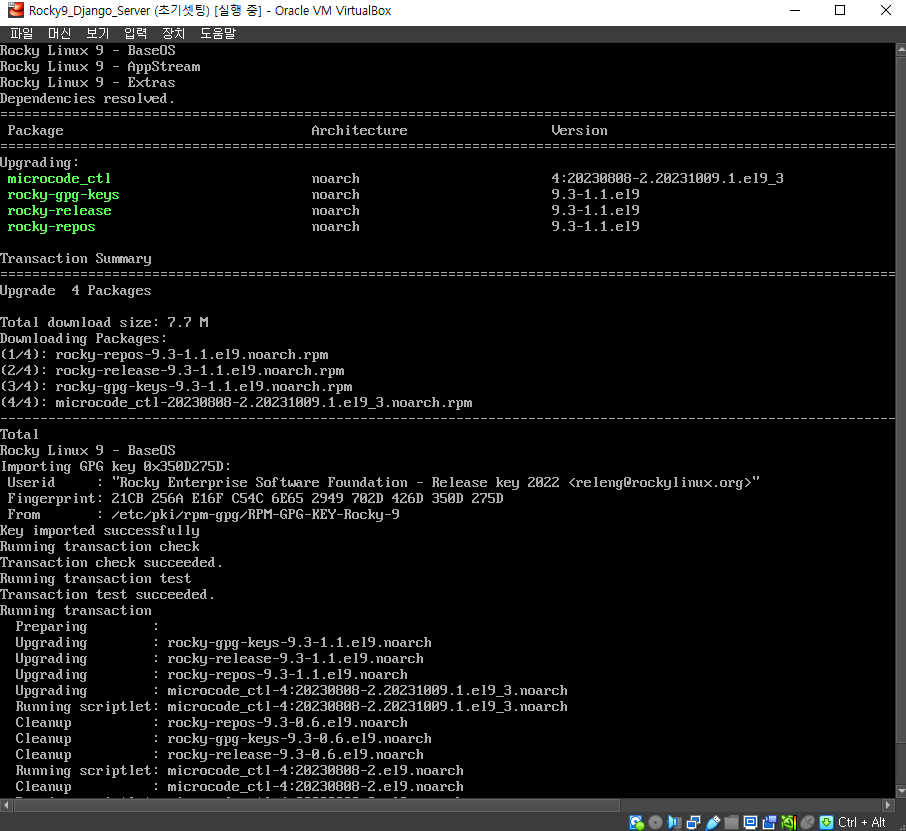 Rocky9_Django_Server (초기셋팅) [실행 중] - Oracle VM VirtualBox
파일 머신 보기 입력 장치 도움말
Rocky Linux 9 - BaseOS
Rocky Linux 9 - AppStream
Rocky Linux 9 - Extras
Dependencies resolved.
Package Architecture Version
Upgrading:
microcode_ctl noarch 4:20230808-2.20231009.1.el9_3
rocky-gpg-keys noarch 9.3-1.1.el9
rocky-release noarch 9.3-1.1.el9
rocky-repos noarch 9.3-1.1.el9
Transaction Summary
Upgrade 4 Packages
Total download size: 7.7 M
Downloading Packages:
(1/4): rocky-repos-9.3-1.1.el9.noarch.rpm
(2/4): rocky-release-9.3-1.1.el9.noarch.rpm
(3/4): rocky-gpg-keys-9.3-1.1.el9.noarch.rpm
(4/4): microcode_ctl-20230808-2.20231009.1.el9_3.noarch.rpm
Total
Rocky Linux 9 - BaseOS
Importing GPG key 0x350D275D:
Userid : "Rocky Enterprise Software Foundation - Release key 2022 <releng@rockylinux.org>"
Fingerprint: 21CB 256A E16F C54C 6E65 2949 702D 426D 350D 275D
From : /etc/pki/rpm-gpg/RPM-GPG-KEY-Rocky-9
Key imported successfully
Running transaction check
Transaction check succeeded.
Running transaction test
Transaction test succeeded.
Running transaction
Preparing :
Upgrading : rocky-gpg-keys-9.3-1.1.el9.noarch
Upgrading : rocky-release-9.3-1.1.el9.noarch
Upgrading : rocky-repos-9.3-1.1.el9.noarch
Upgrading : microcode_ctl-4:20230808-2.20231009.1.el9_3.noarch
Running scriptlet: microcode_ctl-4:20230808-2.20231009.1.el9_3.noarch
Cleanup : rocky-repos-9.3-0.6.el9.noarch
Cleanup : rocky-gpg-keys-9.3-0.6.el9.noarch
Cleanup : rocky-release-9.3-0.6.el9.noarch
Running scriptlet: microcode_ctl-4:20230808-2.el9.noarch
Cleanup : microcode_ctl-4:20230808-2.el9.noarch
Ctrl + Alt